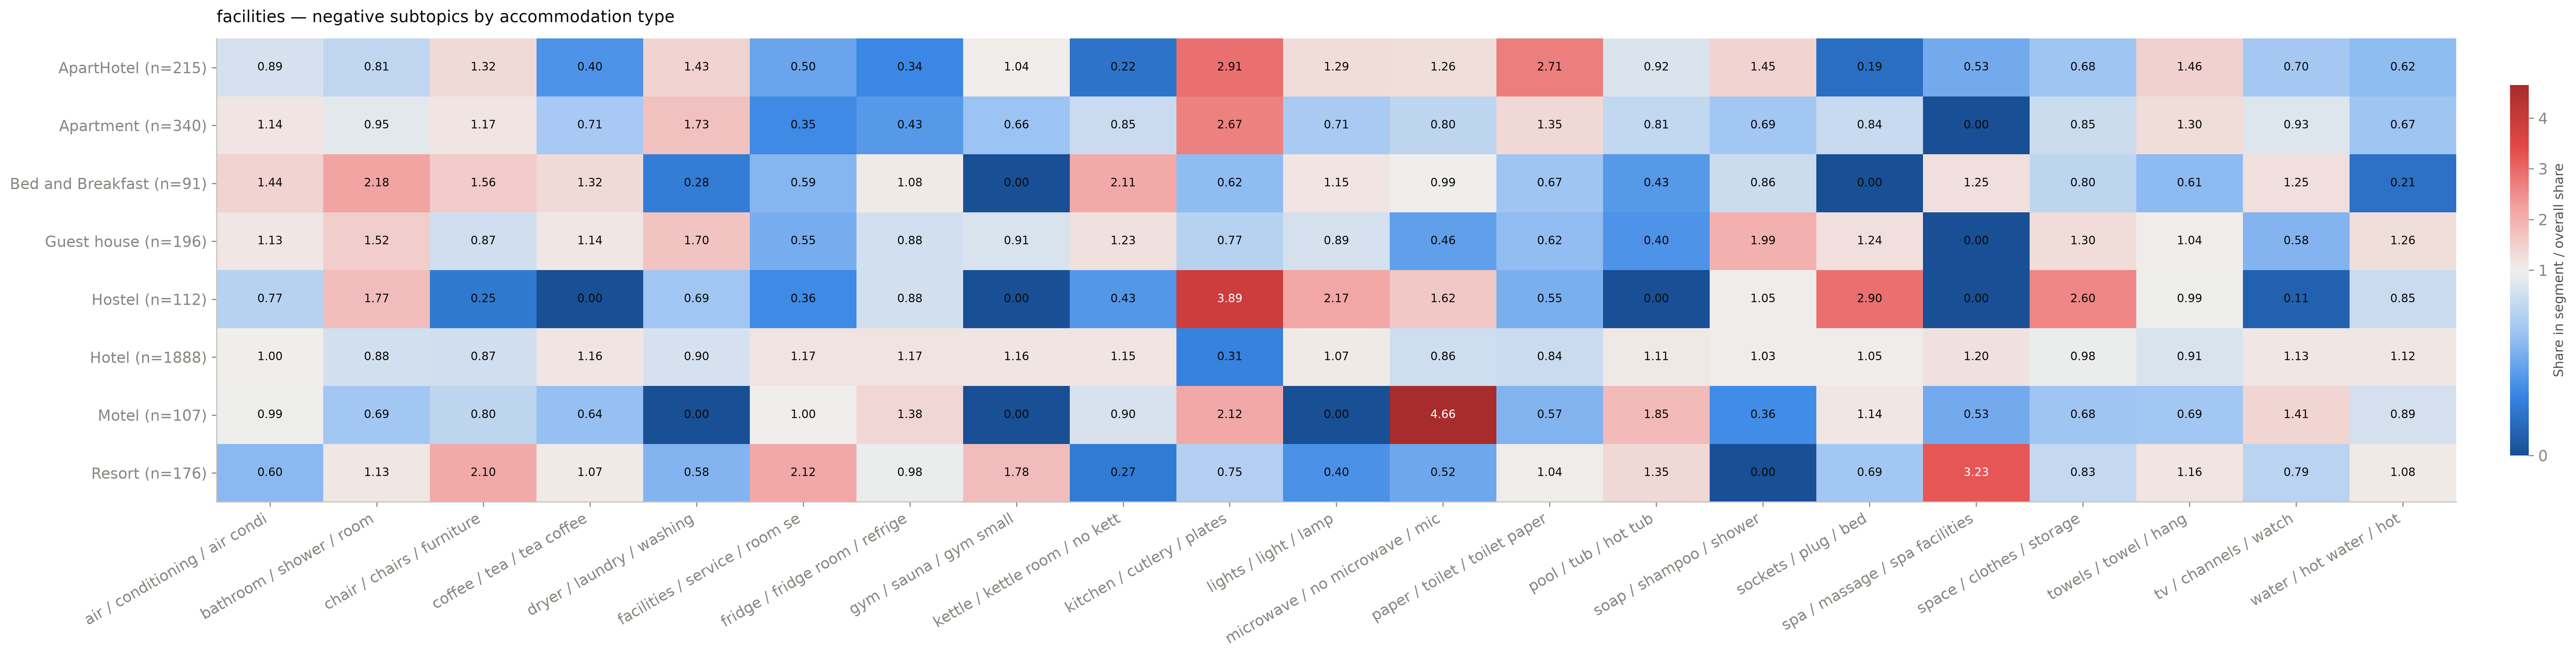 facilities — negative subtopics by accommodation type
ApartHotel (n=215) 0.89 0.81 1.32 0.40 1.43 0.50 0.34 1.04 0.22 2.91 1.29 1.26 2.71 0.92 1.45 0.19 0.53 0.68 1.46 0.70 0.62
Apartment (n=340) 1.14 0.95 1.17 0.71 1.73 0.35 0.43 0.66 0.85 2.67 0.71 0.80 1.35 0.81 0.69 0.84 0.00 0.85 1.30 0.93 0.67
Bed and Breakfast (n=91) 1.44 2.18 1.56 1.32 0.28 0.59 1.08 0.00 2.11 0.62 1.15 0.99 0.67 0.43 0.86 0.00 1.25 0.80 0.61 1.25 0.21
Guest house (n=196) 1.13 1.52 0.87 1.14 1.70 0.55 0.88 0.91 1.23 0.77 0.89 0.46 0.62 0.40 1.99 1.24 0.00 1.30 1.04 0.58 1.26
Hostel (n=112) 0.77 1.77 0.25 0.00 0.69 0.36 0.88 0.00 0.43 3.89 2.17 1.62 0.55 0.00 1.05 2.90 0.00 2.60 0.99 0.11 0.85
Hotel (n=1888) 1.00 0.88 0.87 1.16 0.90 1.17 1.17 1.16 1.15 0.31 1.07 0.86 0.84 1.11 1.03 1.05 1.20 0.98 0.91 1.13 1.12
Motel (n=107) 0.99 0.69 0.80 0.64 0.00 1.00 1.38 0.00 0.90 2.12 0.00 4.66 0.57 1.85 0.36 1.14 0.53 0.68 0.69 1.41 0.89
Resort (n=176) 0.60 1.13 2.10 1.07 0.58 2.12 0.98 1.78 0.27 0.75 0.40 0.52 1.04 1.35 0.00 0.69 3.23 0.83 1.16 0.79 1.08
air / conditioning / air condi
bathroom / shower / room
chair / chairs / furniture
coffee / tea / tea coffee
dryer / laundry / washing
facilities / service / room se
fridge / fridge room / refrige
gym / sauna / gym small
kettle / kettle room / no kett
kitchen / cutlery / plates
lights / light / lamp
microwave / no microwave / mic
paper / toilet / toilet paper
pool / tub / hot tub
soap / shampoo / shower
sockets / plug / bed
spa / massage / spa facilities
space / clothes / storage
towels / towel / hang
tv / channels / watch
water / hot water / hot
4
3
2
1
0
Share in segment / overall share